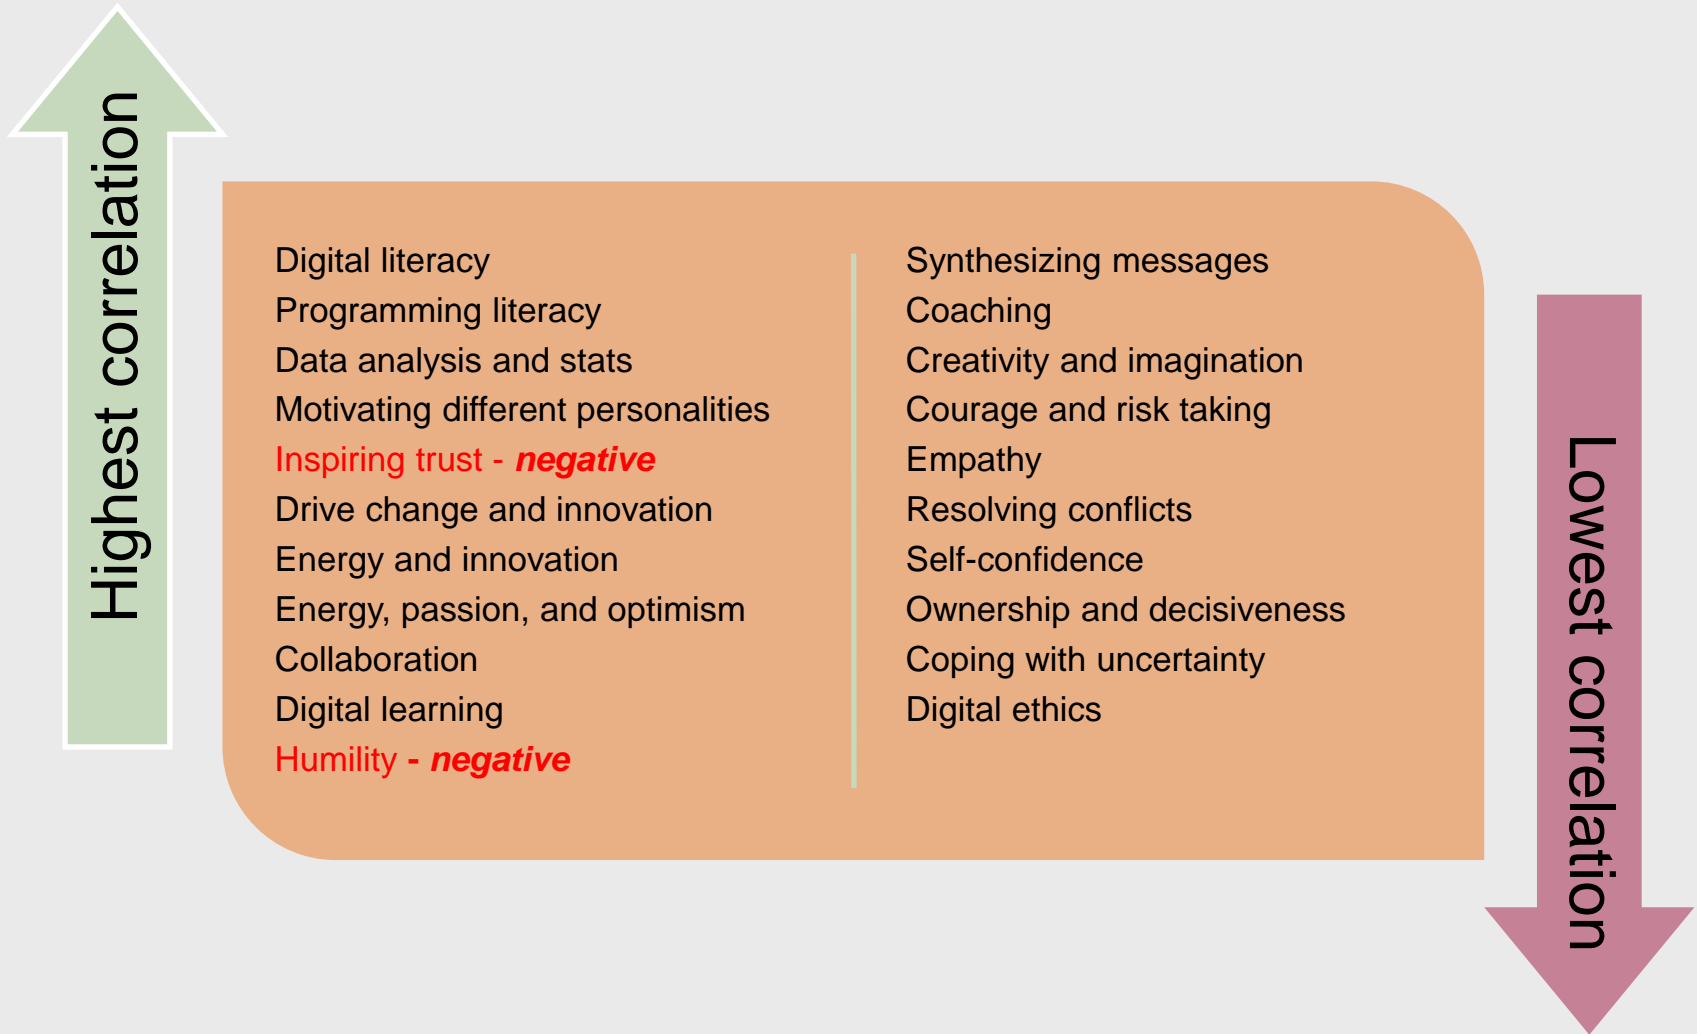 Highest correlation
Digital literacy
Programming literacy
Data analysis and stats
Motivating different personalities
Inspiring trust - negative
Drive change and innovation
Energy and innovation
Energy, passion, and optimism
Collaboration
Digital learning
Humility - negative
Synthesizing messages
Coaching
Creativity and imagination
Courage and risk taking
Empathy
Resolving conflicts
Self-confidence
Ownership and decisiveness
Coping with uncertainty
Digital ethics
Lowest correlation